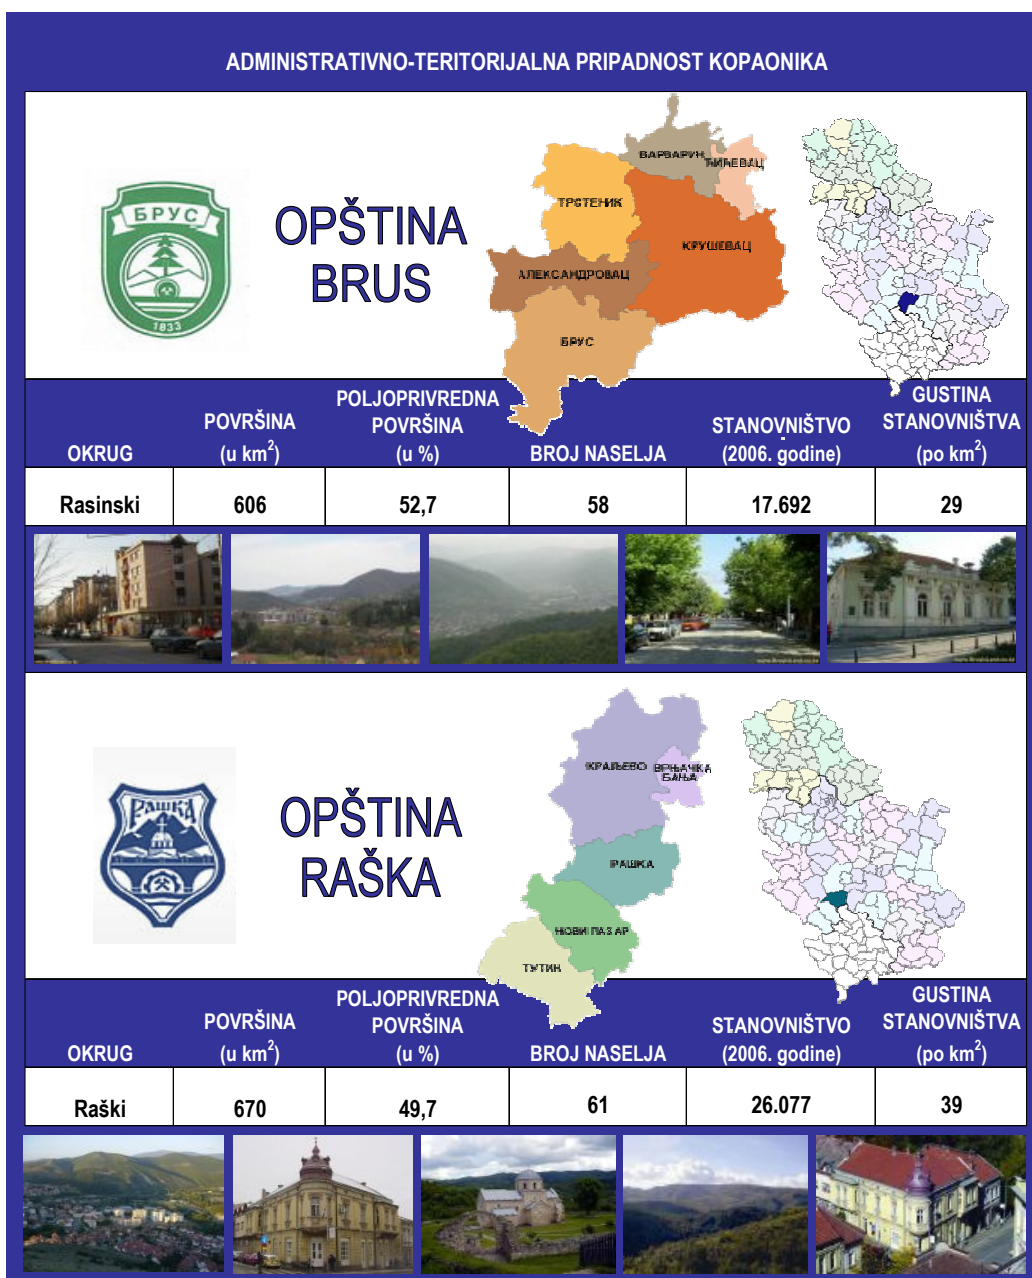 ADMINISTRATIVNO-TERITORIJALNA PRIPADNOST KOPAONIKA
БРУС
1833
OPŠTINA
BRUS
ВАРВАРИН
ЋИЋЕВАЦ
ТРСТЕНИК
КРУШЕВАЦ
АЛЕКСАНДРОВАЦ
БРУС
OKRUG
POVRŠINA
(u km²)
POLJOPRIVREDNA
POVRŠINA
(u %)
BROJ NASELJA
STANOVNIŠTVO
(2006. godine)
GUSTINA
STANOVNIŠTVA
(po km²)
Rasinski 606 52,7 58 17.692 29
РАШКА
OPŠTINA
RAŠKA
КРАЉЕВО
ВРЊАЧКА
БАЊА
РАШКА
НОВИ ПАЗАР
ТУТИН
OKRUG
POVRŠINA
(u km²)
POLJOPRIVREDNA
POVRŠINA
(u %)
BROJ NASELJA
STANOVNIŠTVO
(2006. godine)
GUSTINA
STANOVNIŠTVA
(po km²)
Raški 670 49,7 61 26.077 39